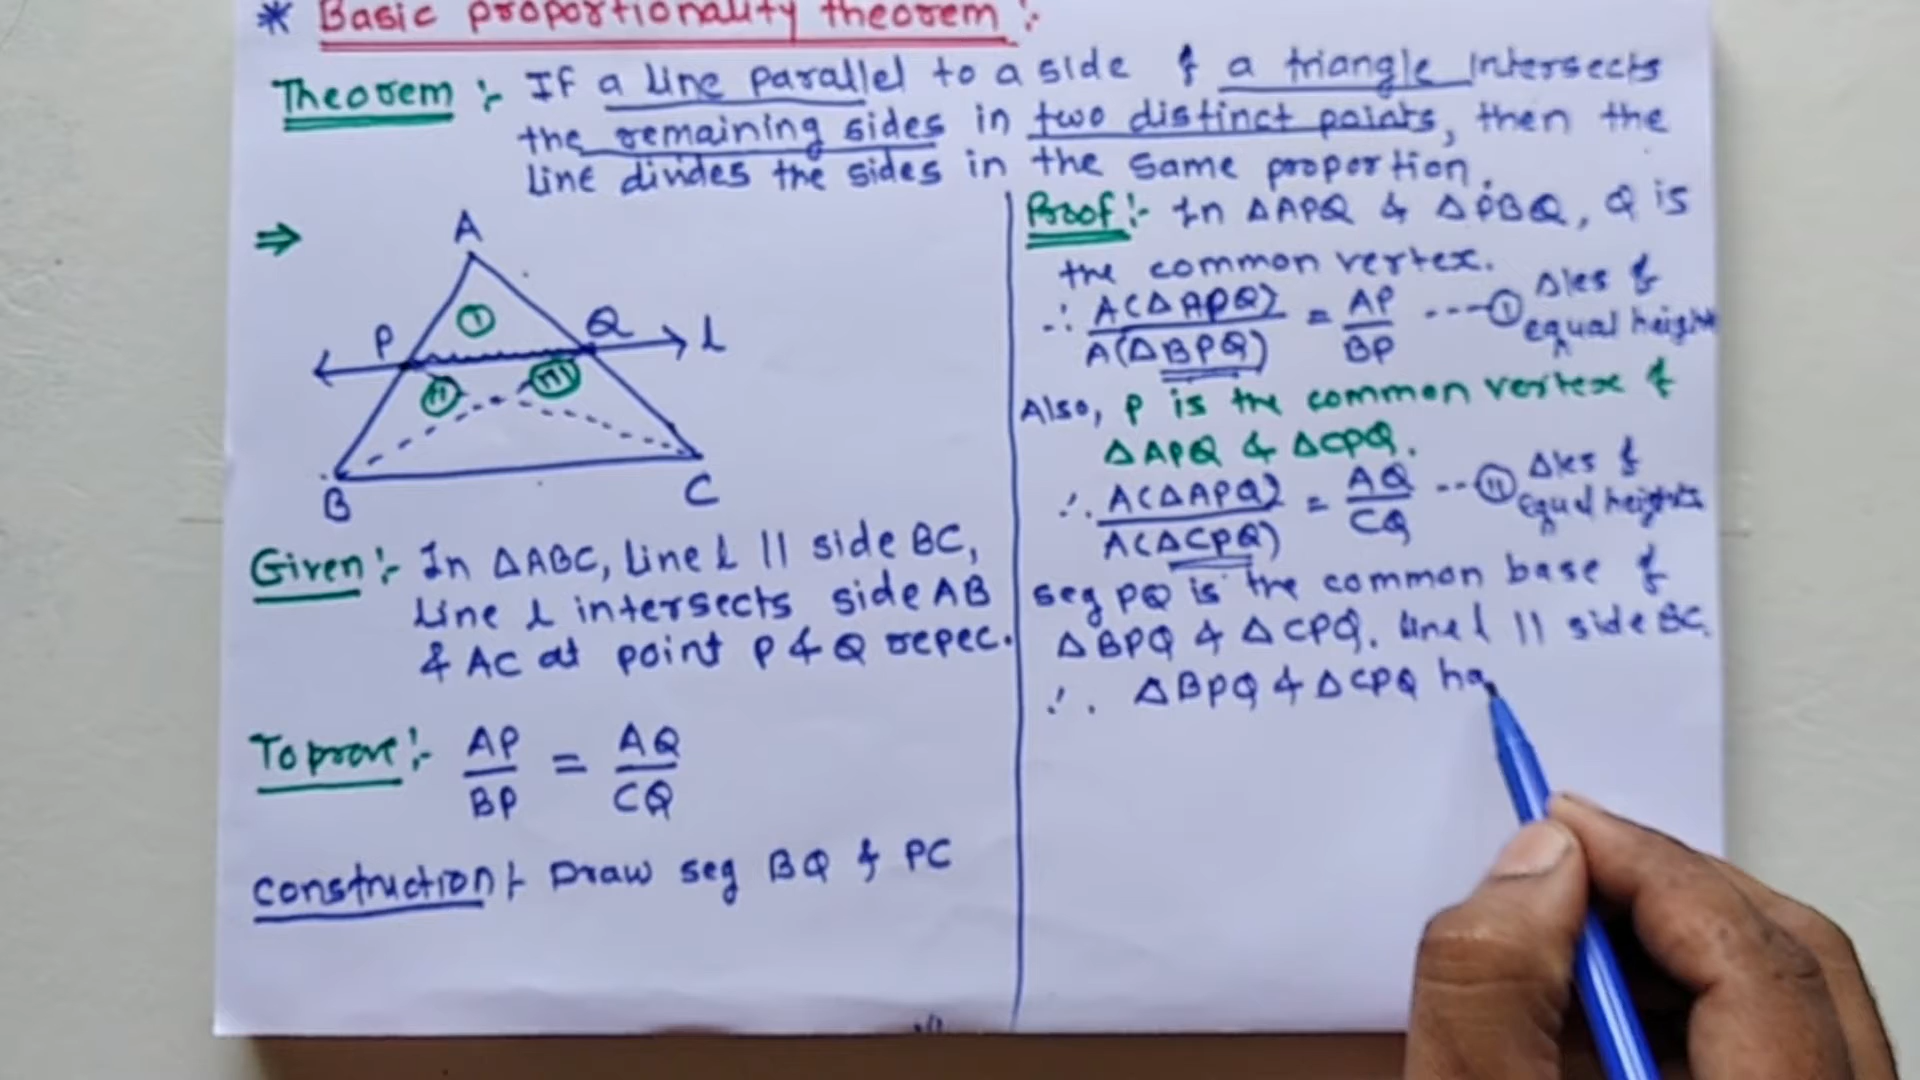 * Basic proportionality theorem :-
Theorem :- If a line parallel to a side of a triangle intersects
the remaining sides in two distinct points, then the
line divides the sides in the same proportion.
⇒
A
P
Q
l
I
II
III
B
C
Given :- In ΔABC, line l || side BC,
line l intersects side AB
& AC at point P & Q repec.
To prove :- AP/BP = AQ/CQ
Construction :- Draw seg BQ & PC
Proof :- In ΔAPQ & ΔPBQ, Q is
the common vertex.
∴ A(ΔAPQ)/A(ΔBPQ) = AP/BP ---- I Δles of
equal heights
Also, P is the common vertex of
ΔAPQ & ΔCPQ.
∴ A(ΔAPQ)/A(ΔCPQ) = AQ/CQ --- II Δles of
Equal heights
seg PQ is the common base of
ΔBPQ & ΔCPQ. line l || side BC.
∴ ΔBPQ & ΔCPQ ha